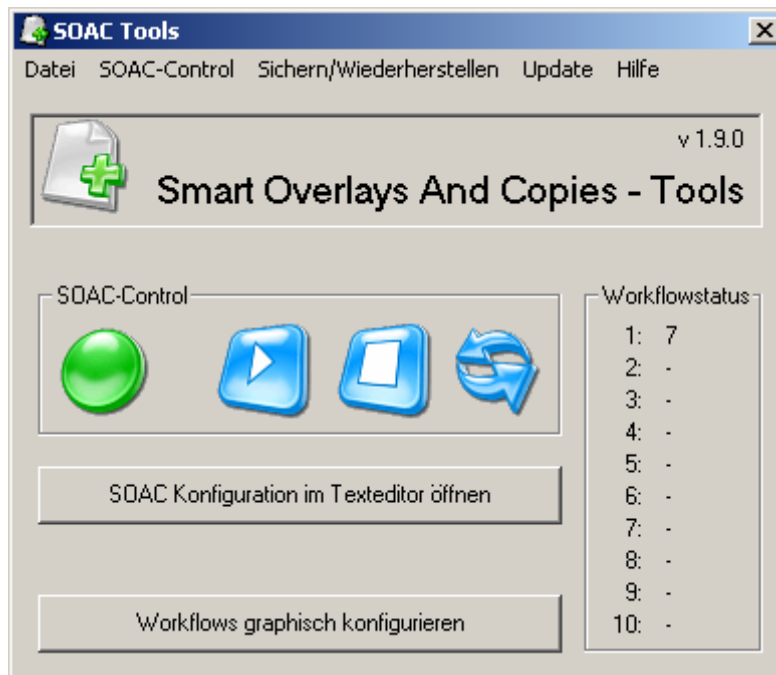 SOAC Tools
Datei SOAC-Control Sichern/Wiederherstellen Update Hilfe
v 1.9.0
Smart Overlays And Copies - Tools
SOAC-Control
SOAC Konfiguration im Texteditor öffnen
Workflows graphisch konfigurieren
Workflowstatus
1: 7
2: -
3: -
4: -
5: -
6: -
7: -
8: -
9: -
10: -